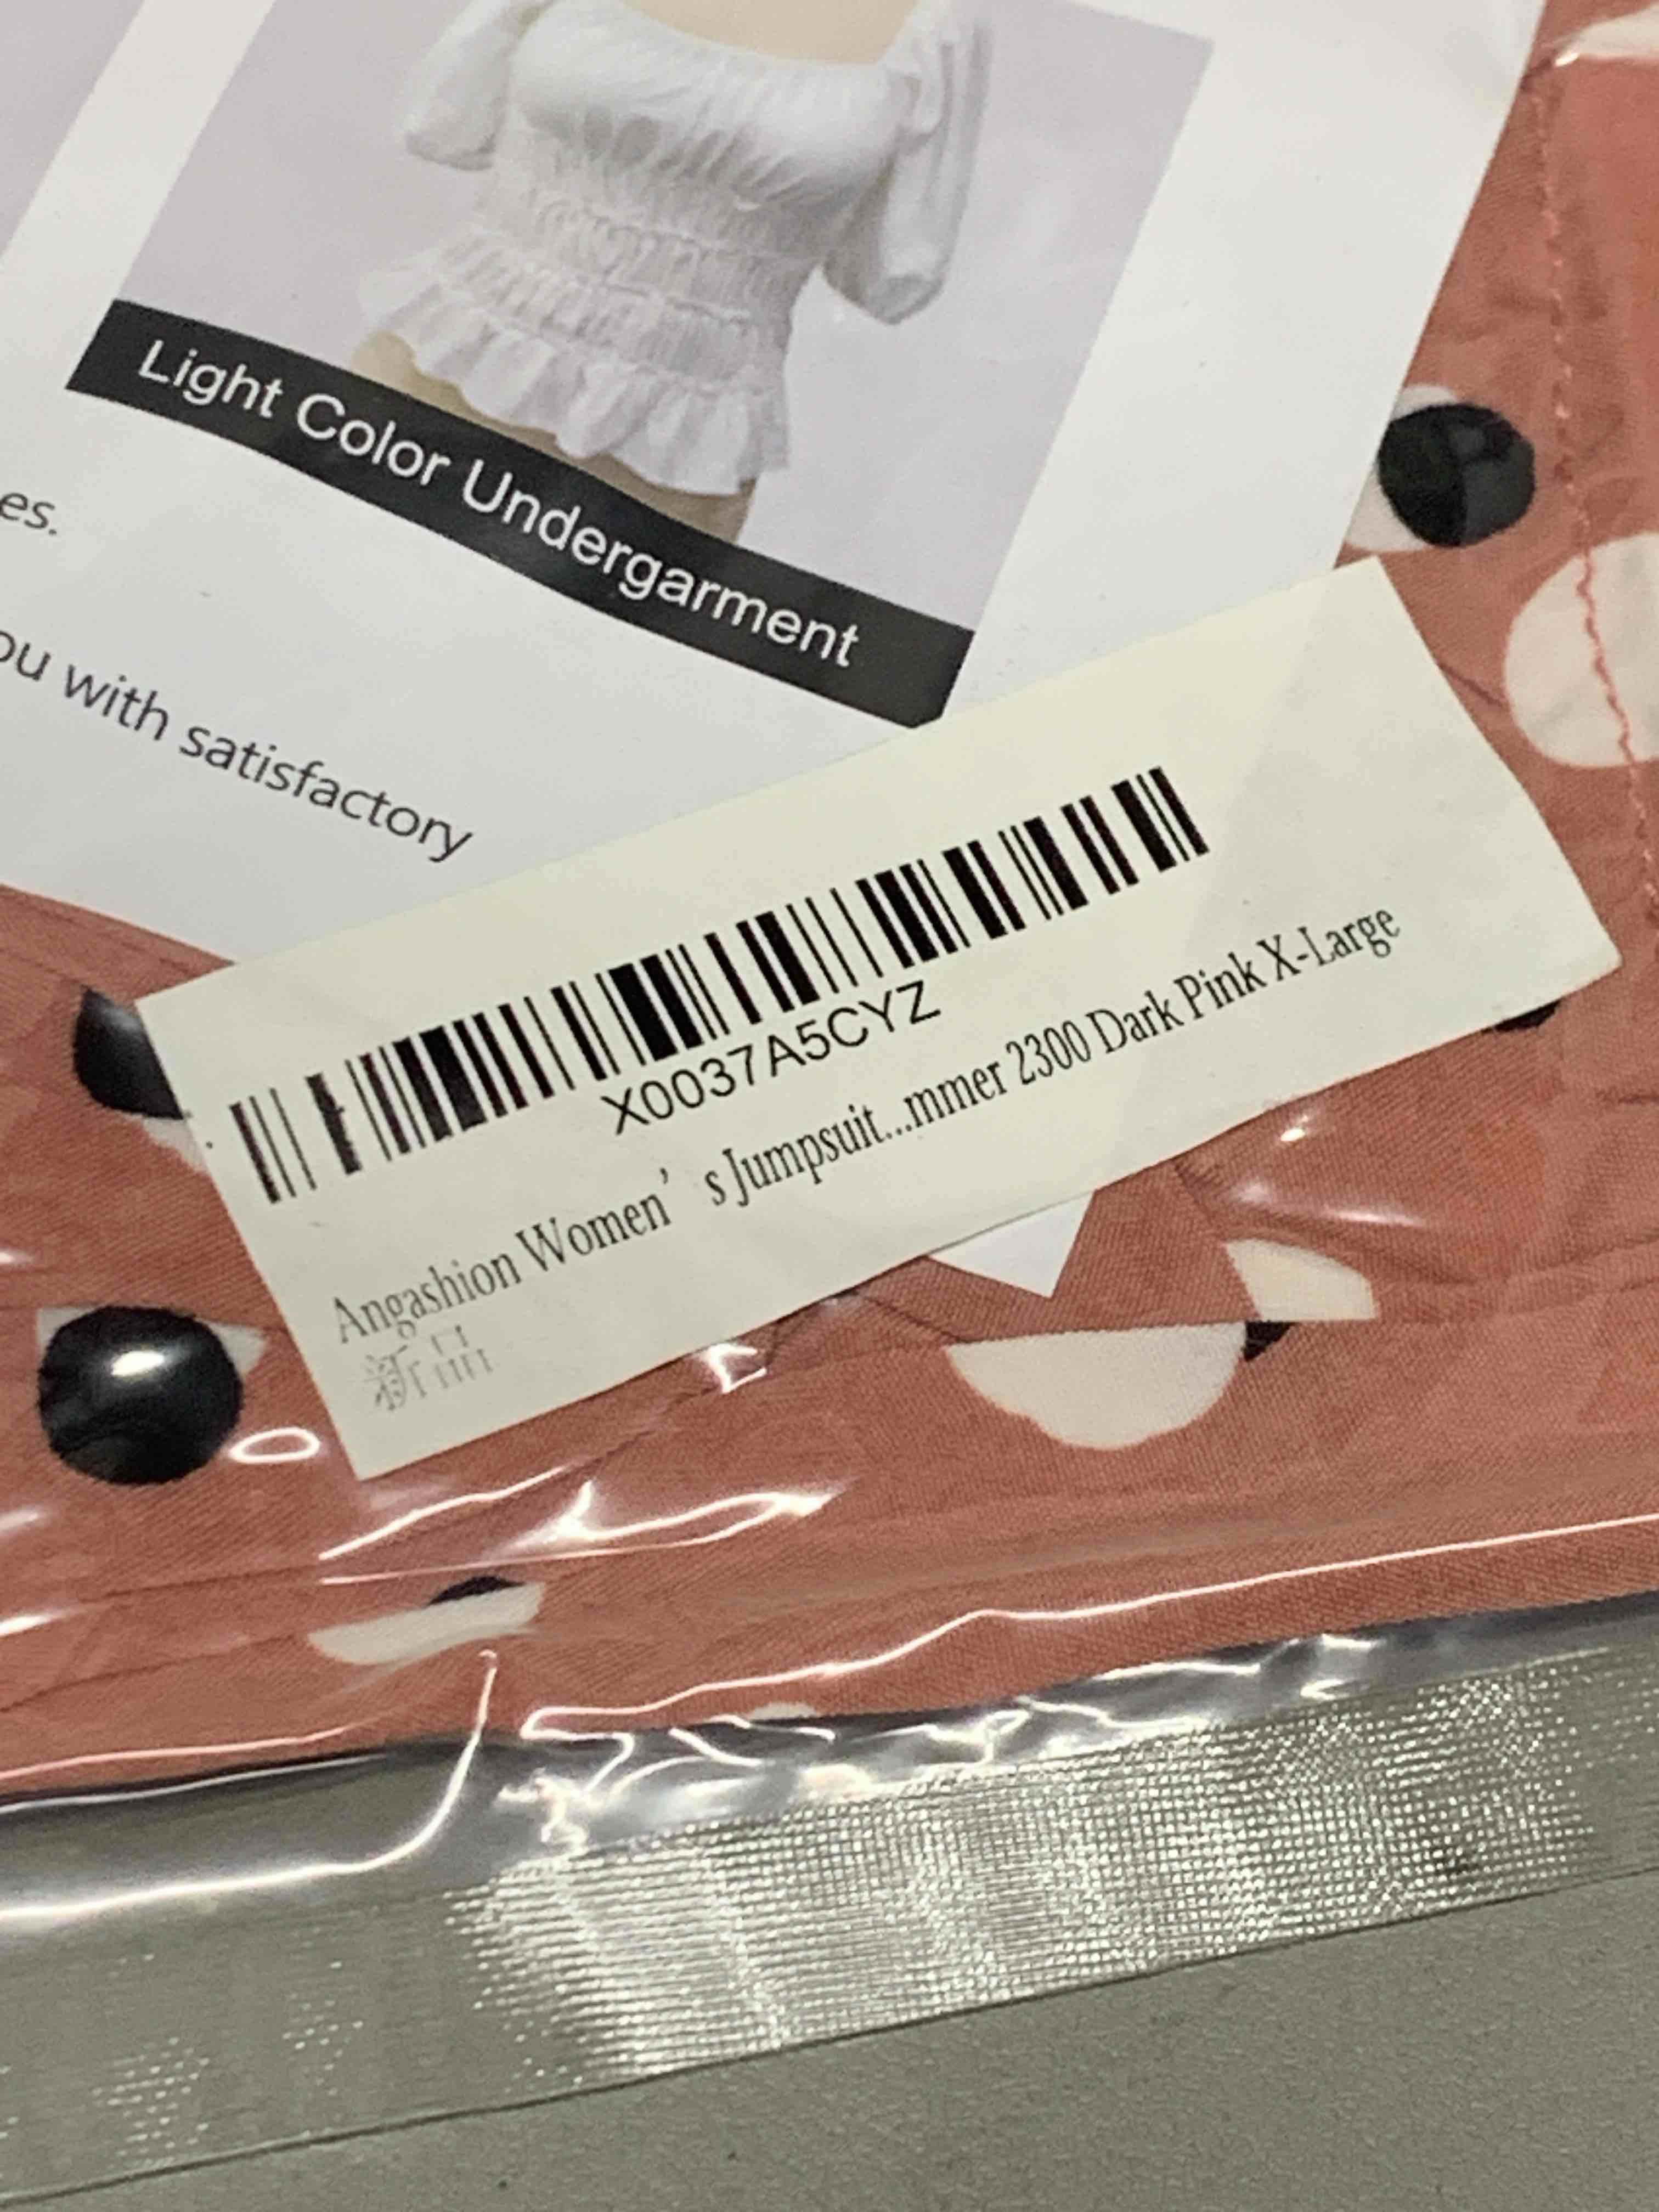 Light Color Undergarment
es.
ou with satisfactory
X0037A5CYZ
Angashion Women’ s Jumpsuit...mmer 2300 Dark Pink X-Large
新品